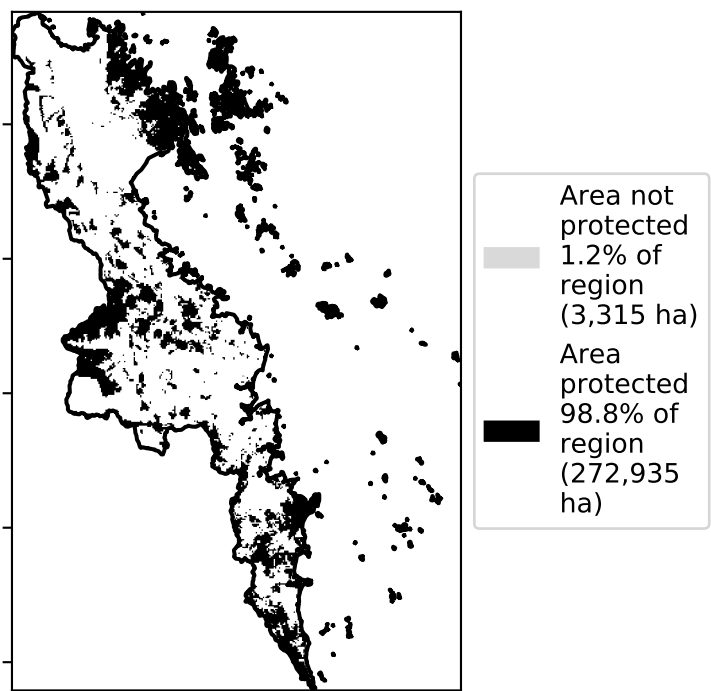 Area not
protected
1.2% of
region
(3,315 ha)
Area
protected
98.8% of
region
(272,935
ha)